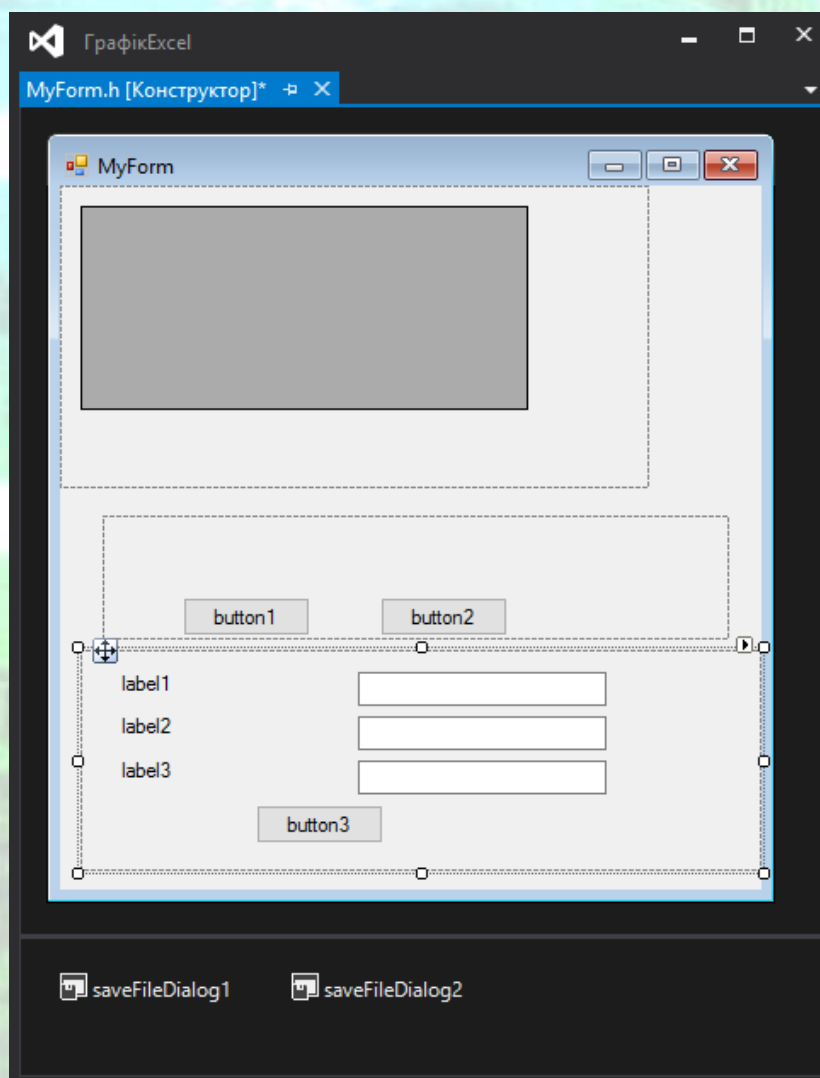 ГрафікExcel
MyForm.h [Конструктор]*
MyForm
button1 button2
label1
label2
label3
button3
saveFileDialog1 saveFileDialog2